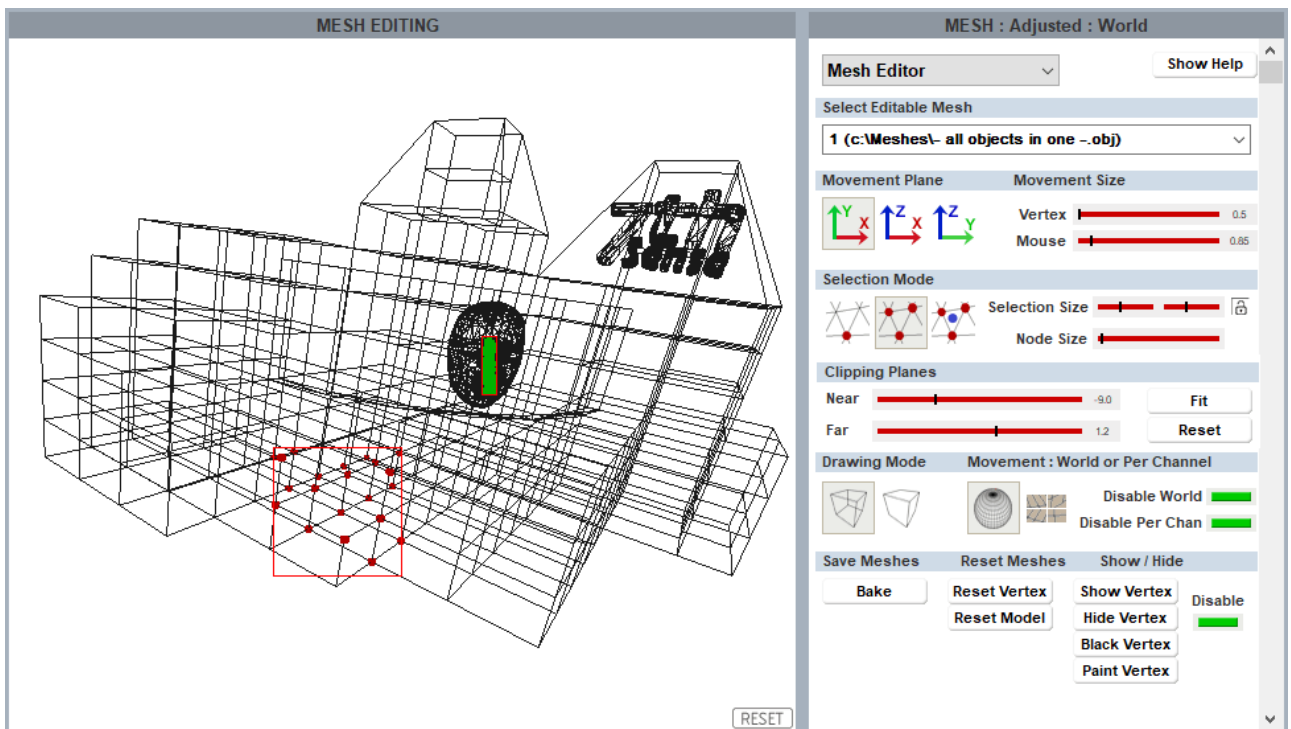 MESH EDITING
MESH : Adjusted : World
Mesh Editor
Show Help
Select Editable Mesh
1 (c:\Meshes\- all objects in one -.obj)
Movement Plane
Movement Size
Y X Z X Z Y
Vertex 0.5
Mouse 0.85
Selection Mode
Selection Size
Node Size
Clipping Planes
Near -9.0 Fit
Far 1.2 Reset
Drawing Mode
Movement : World or Per Channel
Disable World
Disable Per Chan
Save Meshes
Reset Meshes
Show / Hide
Bake
Reset Vertex
Show Vertex
Disable
Reset Model
Hide Vertex
Black Vertex
Paint Vertex
RESET